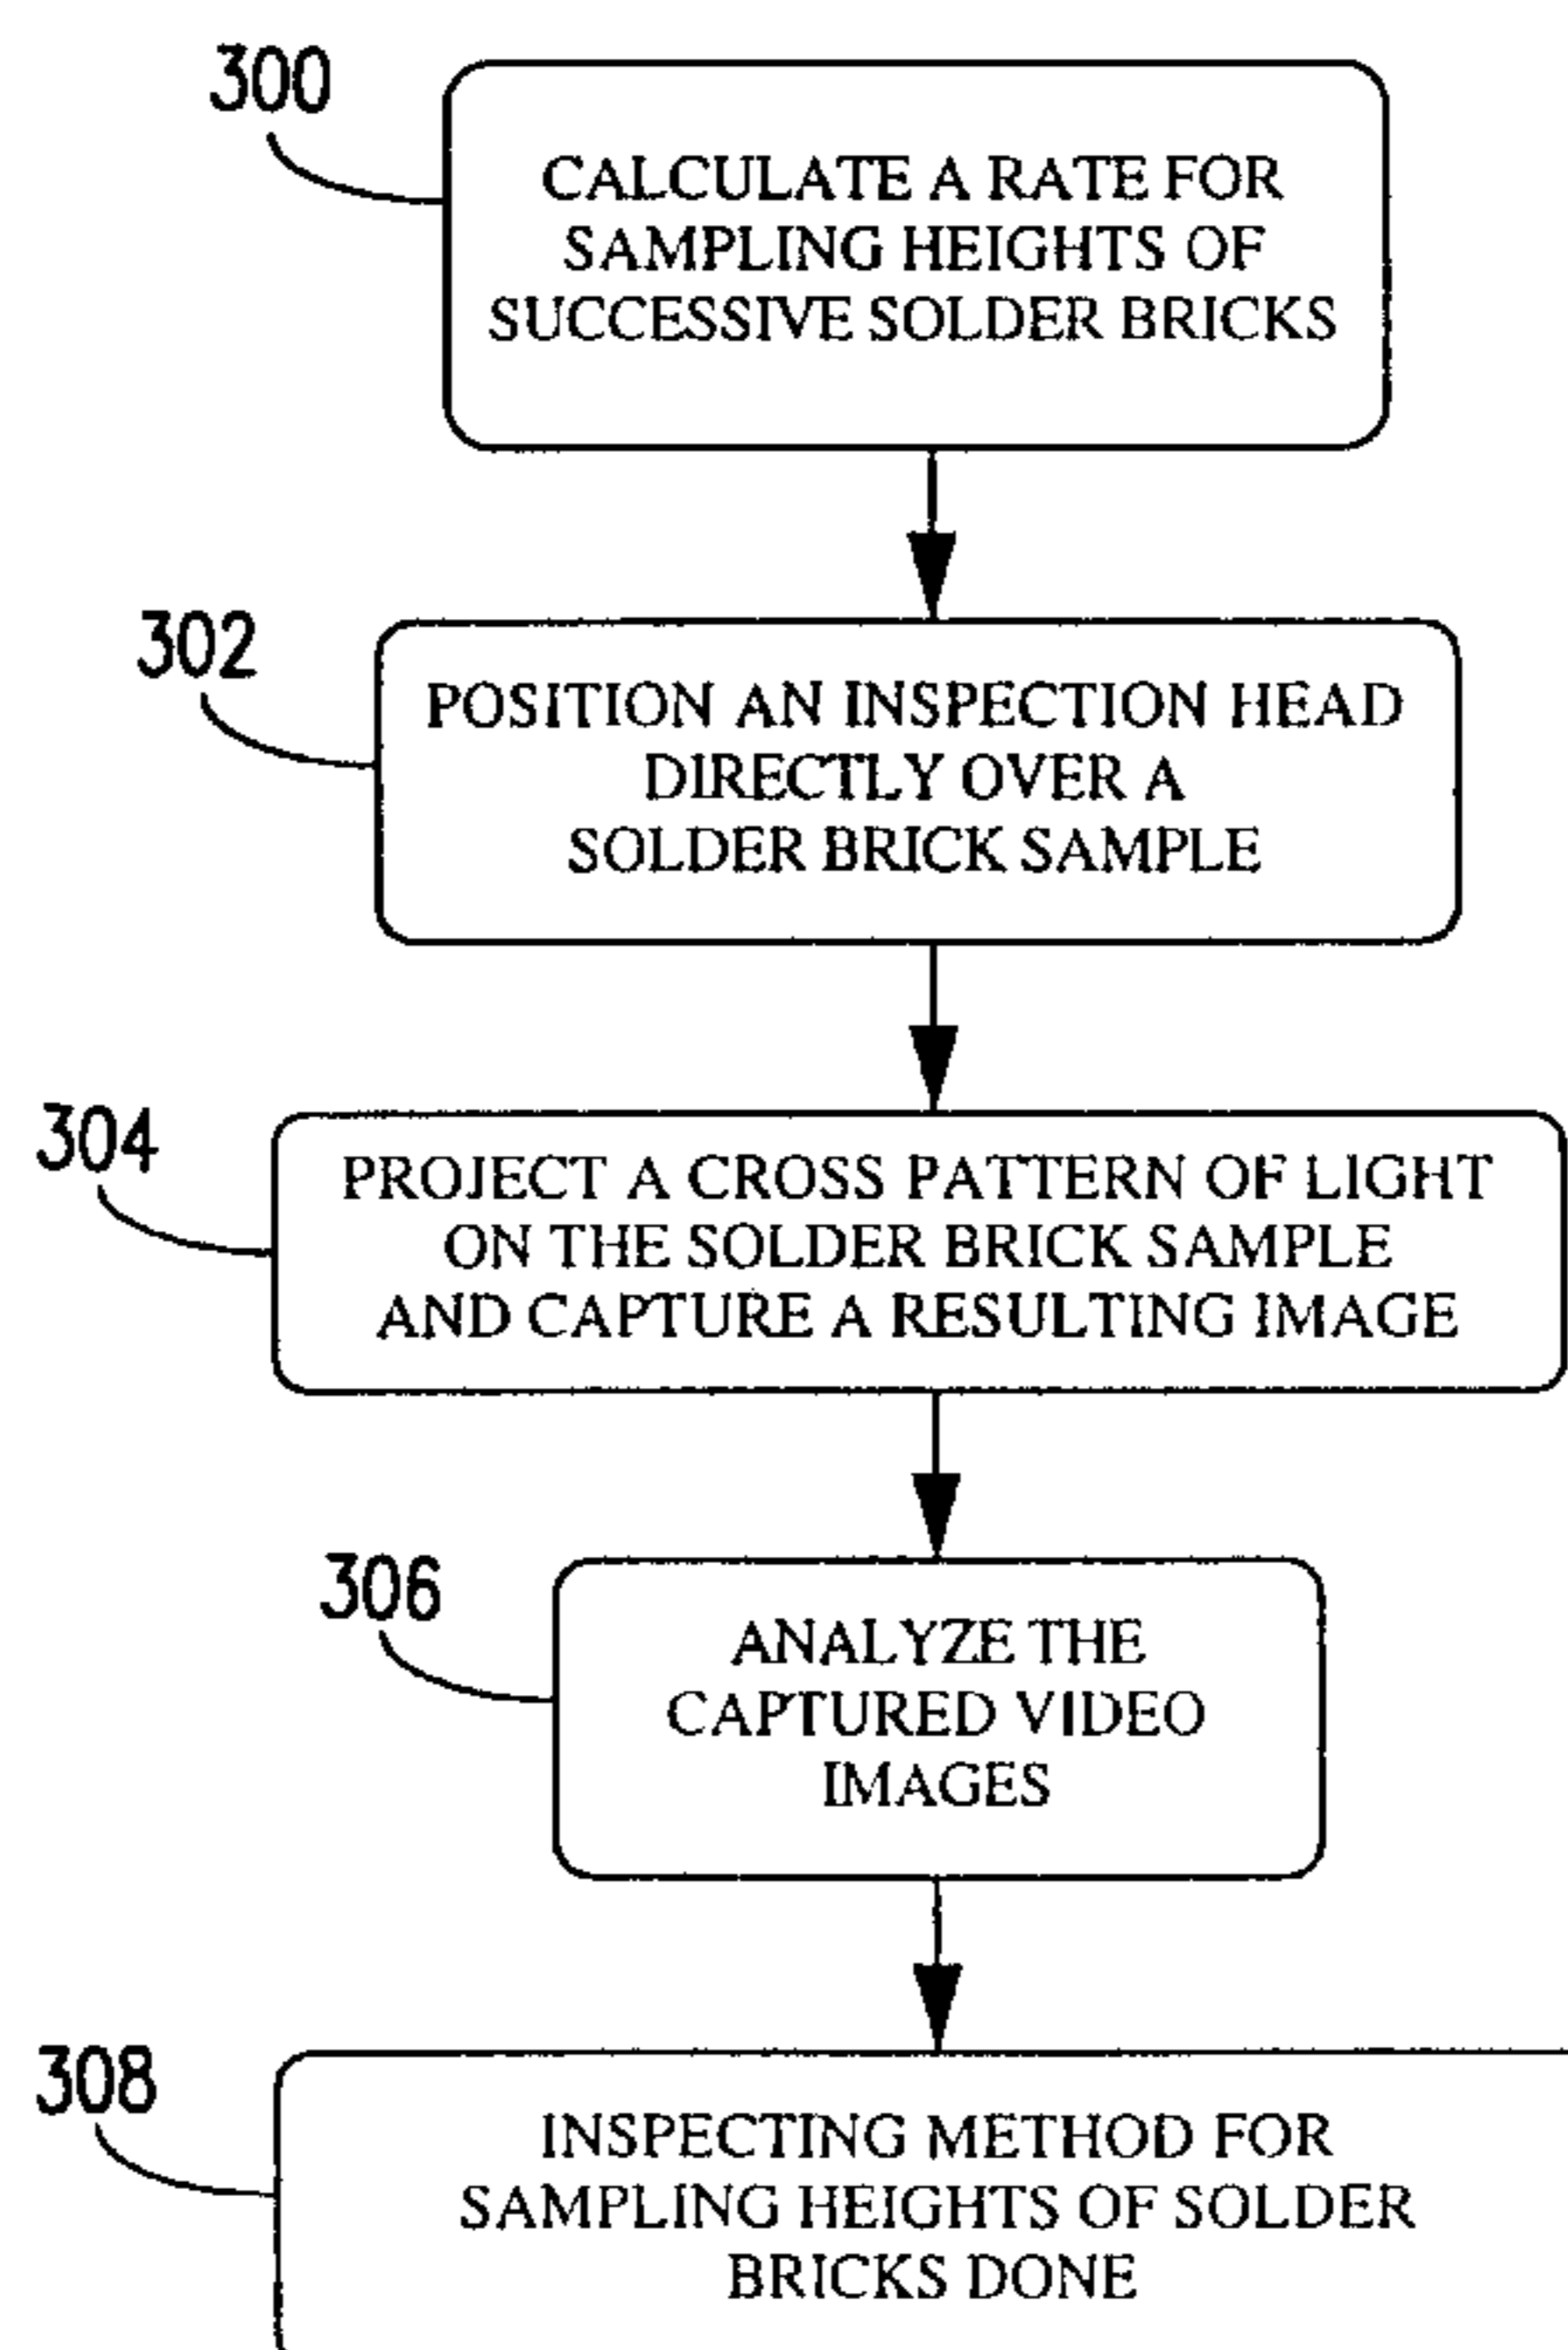 300
CALCULATE A RATE FOR
SAMPLING HEIGHTS OF
SUCCESSIVE SOLDER BRICKS
302
POSITION AN INSPECTION HEAD
DIRECTLY OVER A
SOLDER BRICK SAMPLE
304
PROJECT A CROSS PATTERN OF LIGHT
ON THE SOLDER BRICK SAMPLE
AND CAPTURE A RESULTING IMAGE
306
ANALYZE THE
CAPTURED VIDEO
IMAGES
308
INSPECTING METHOD FOR
SAMPLING HEIGHTS OF SOLDER
BRICKS DONE